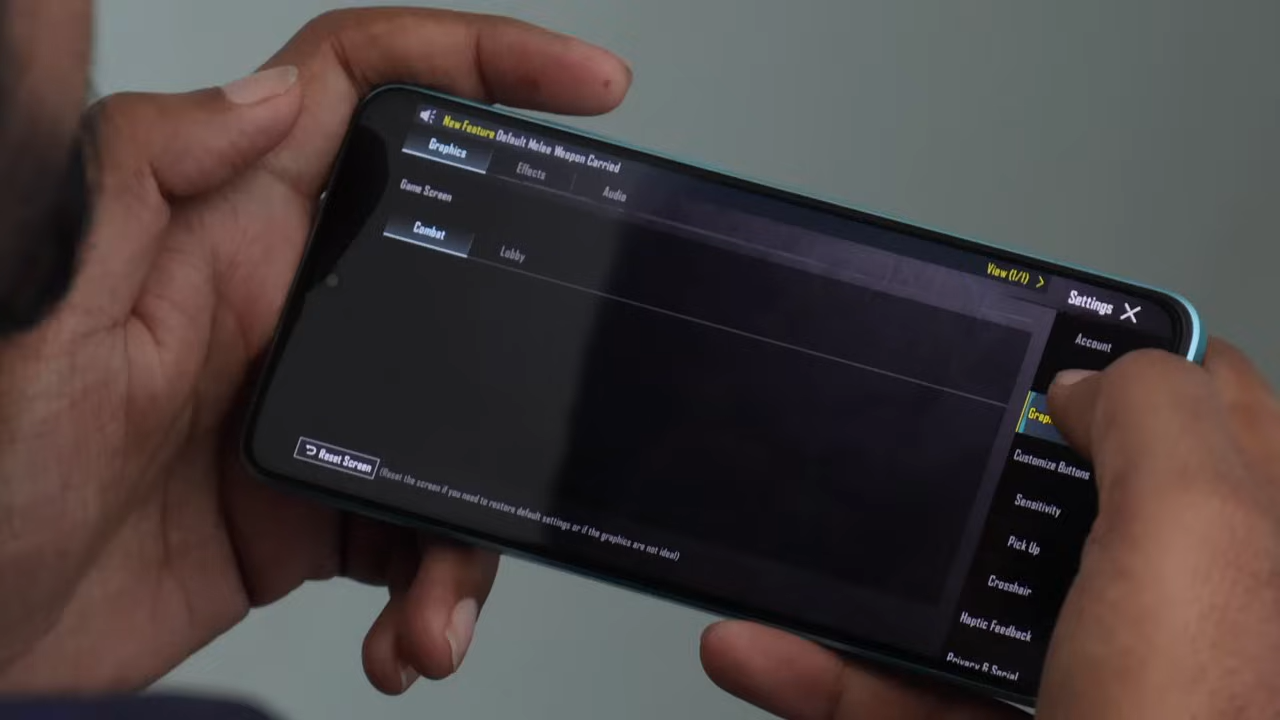 New Feature Default Melee Weapon Carried
View (1/1) >
Graphics
Effects
Audio
Game Screen
Combat
Lobby
Reset Screen
(Reset the screen if you need to restore default settings or if the graphics are not ideal)
Settings
Account
Customize Buttons
Sensitivity
Pick Up
Crosshair
Haptic Feedback
Privacy & Social